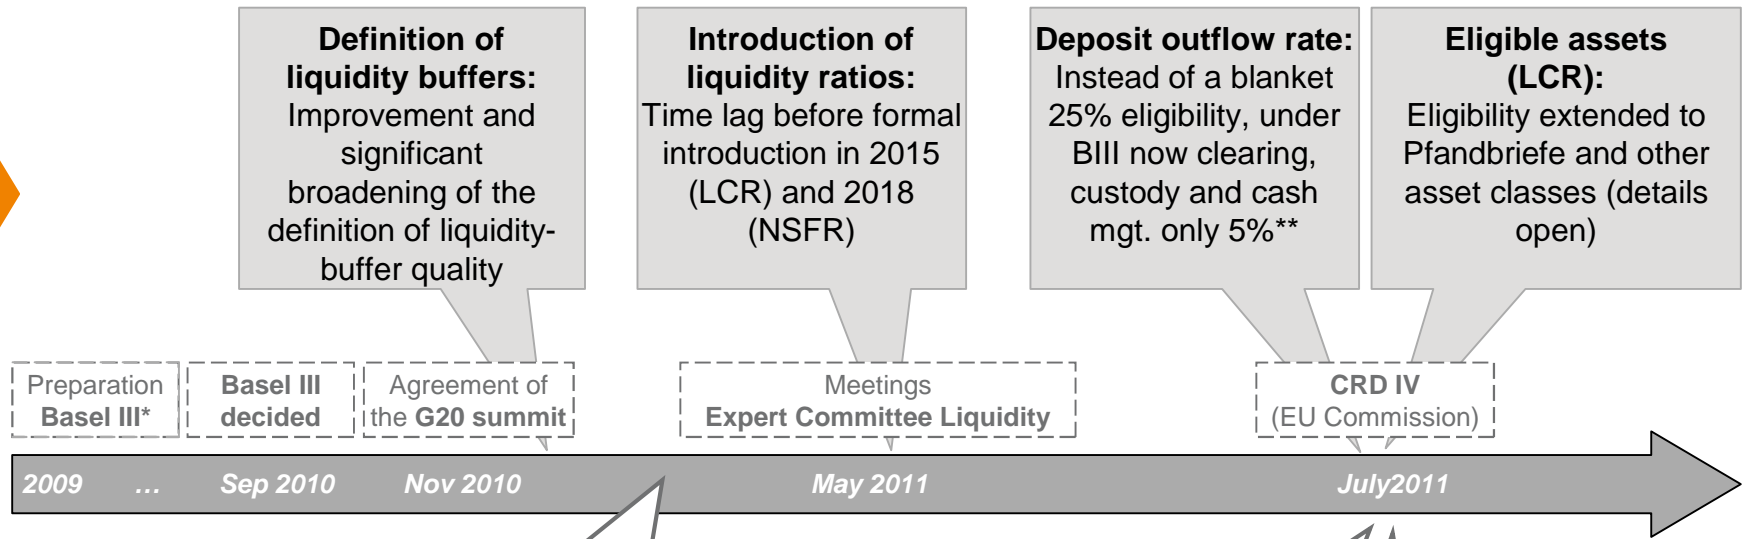 Definition of
liquidity buffers:
Improvement and
significant
broadening of the
definition of liquidity-
buffer quality
Introduction of
liquidity ratios:
Time lag before formal
introduction in 2015
(LCR) and 2018
(NSFR)
Deposit outflow rate:
Instead of a blanket
25% eligibility, under
BIII now clearing,
custody and cash
mgt. only 5%**
Eligible assets
(LCR):
Eligibility extended to
Pfandbriefe and other
asset classes (details
open)
Preparation
Basel III*
Basel III
decided
Agreement of
the G20 summit
Meetings
Expert Committee Liquidity
CRD IV
(EU Commission)
2009 … Sep 2010 Nov 2010 May 2011 July2011